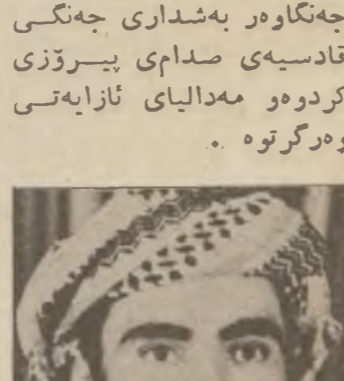 جەنگاوەر بەشداری جەنگی
قادسیەی صدامی پیرۆزی
کردوەو مەدالیای ئازایەتی
وەرگرتوە .